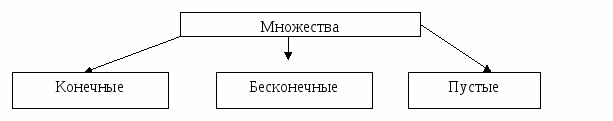 Множества
Конечные
Бесконечные
Пустые